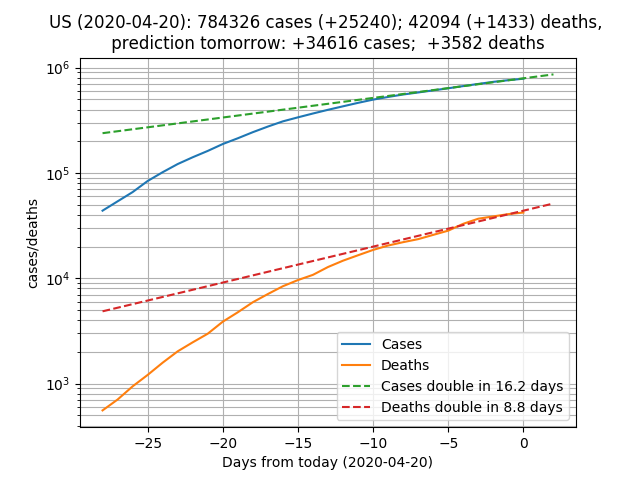 US (2020-04-20): 784326 cases (+25240); 42094 (+1433) deaths,
prediction tomorrow: +34616 cases;  +3582 deaths
cases/deaths
10^6
10^5
10^4
10^3
Cases
Deaths
Cases double in 16.2 days
Deaths double in 8.8 days
−25 −20 −15 −10 −5 0
Days from today (2020-04-20)